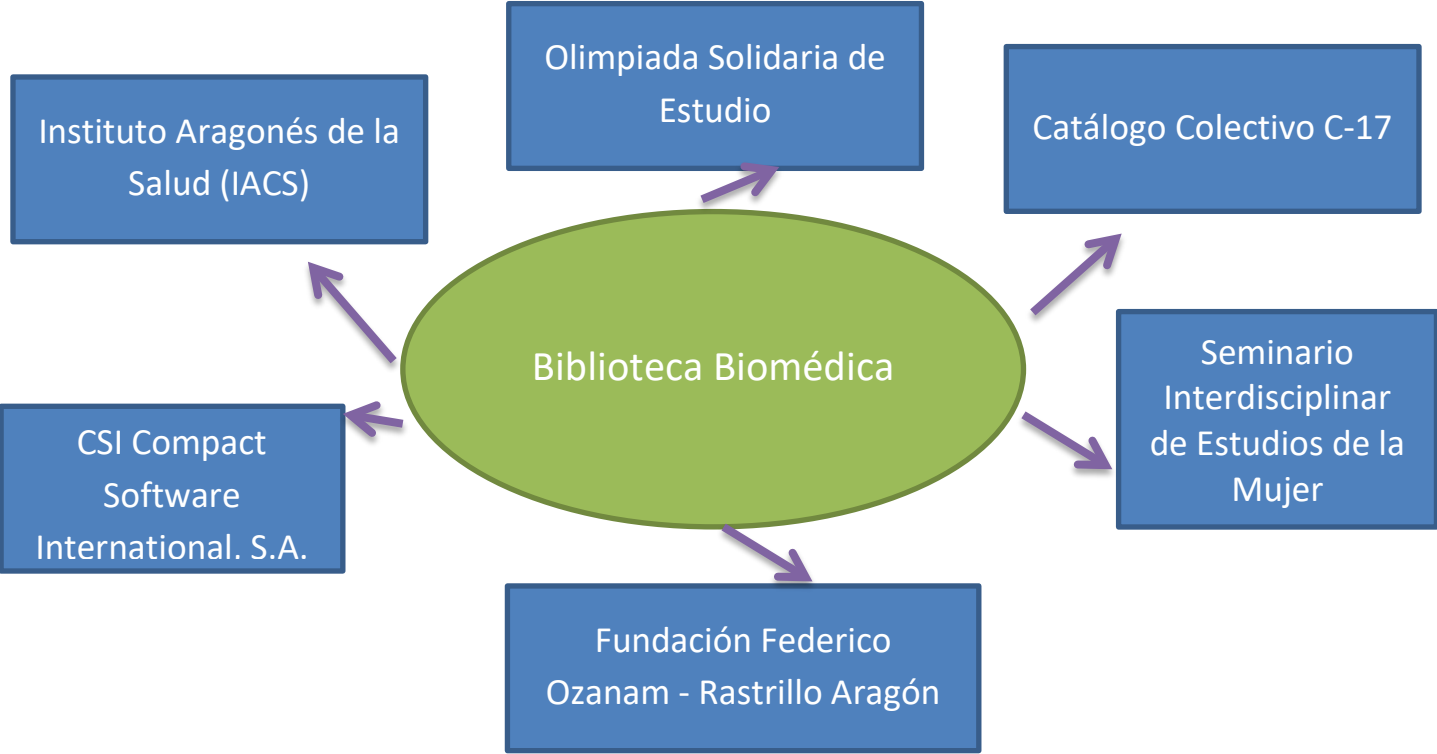 Olimpiada Solidaria de
Estudio
Instituto Aragonés de la
Salud (IACS)
Catálogo Colectivo C-17
Biblioteca Biomédica
Seminario
Interdisciplinar
de Estudios de la
Mujer
CSI Compact
Software
International. S.A.
Fundación Federico
Ozanam - Rastrillo Aragón